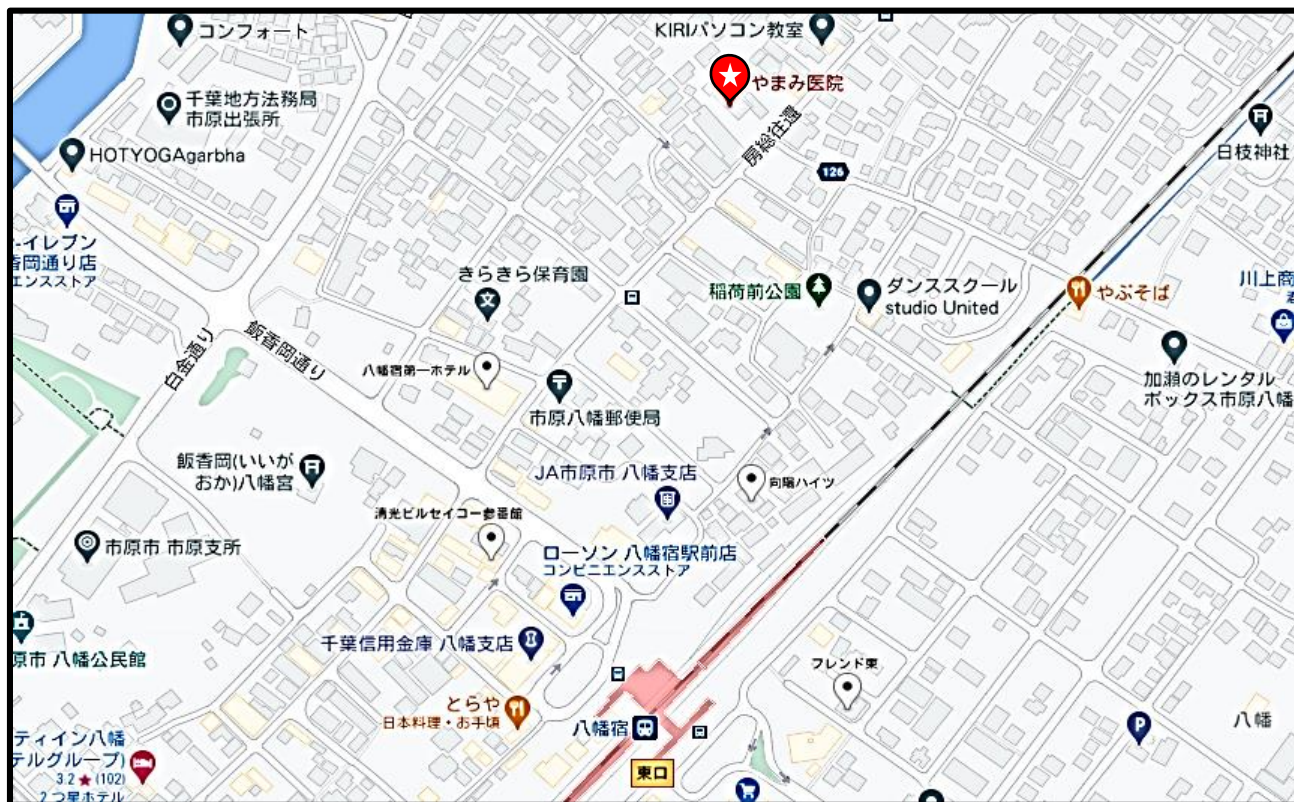 コンフォート
KIRIパソコン教室
やまみ医院
千葉地方法務局
市原出張所
房総往還
日枝神社
HOTYOGAgarbha
126
-イレブン
香岡通り店
エンスストア
きらきら保育園
稲荷前公園
ダンススクール
studio United
やぶそば
川上商
白金通り
飯香岡通り
八幡宿第一ホテル
加瀬のレンタル
ボックス市原八幡
市原八幡郵便局
飯香岡(いいが
おか)八幡宮
JA市原市 八幡支店
向陽ハイツ
清光ビルセイコー参番館
市原市 市原支所
ローソン 八幡宿駅前店
コンビニエンスストア
千葉信用金庫 八幡支店
原市 八幡公民館
フレンド東
とらや
日本料理・お手頃
八幡宿
P
八幡
ティイン八幡
テルグループ)
3.2 ★ (102)
2 つ星ホテル
東口